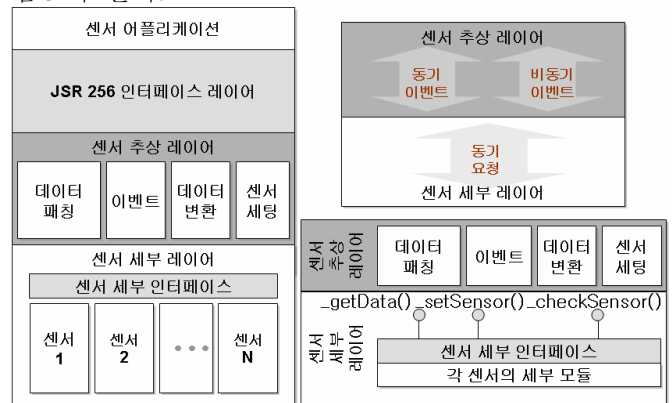 센서 어플리케이션
JSR 256 인터페이스 레이어
센서 추상 레이어
데이터
패칭
이벤트
데이터
변환
센서
세팅
센서 세부 레이어
센서 세부 인터페이스
센서
1
센서
2
• • •
센서
N
센서 추상 레이어
동기
이벤트
비동기
이벤트
동기
요청
센서 세부 레이어
센서
추상
레이어
데이터
패칭
이벤트
데이터
변환
센서
세팅
_getData() _setSensor() _checkSensor()
센서
세부
레이어
센서 세부 인터페이스
각 센서의 세부 모듈